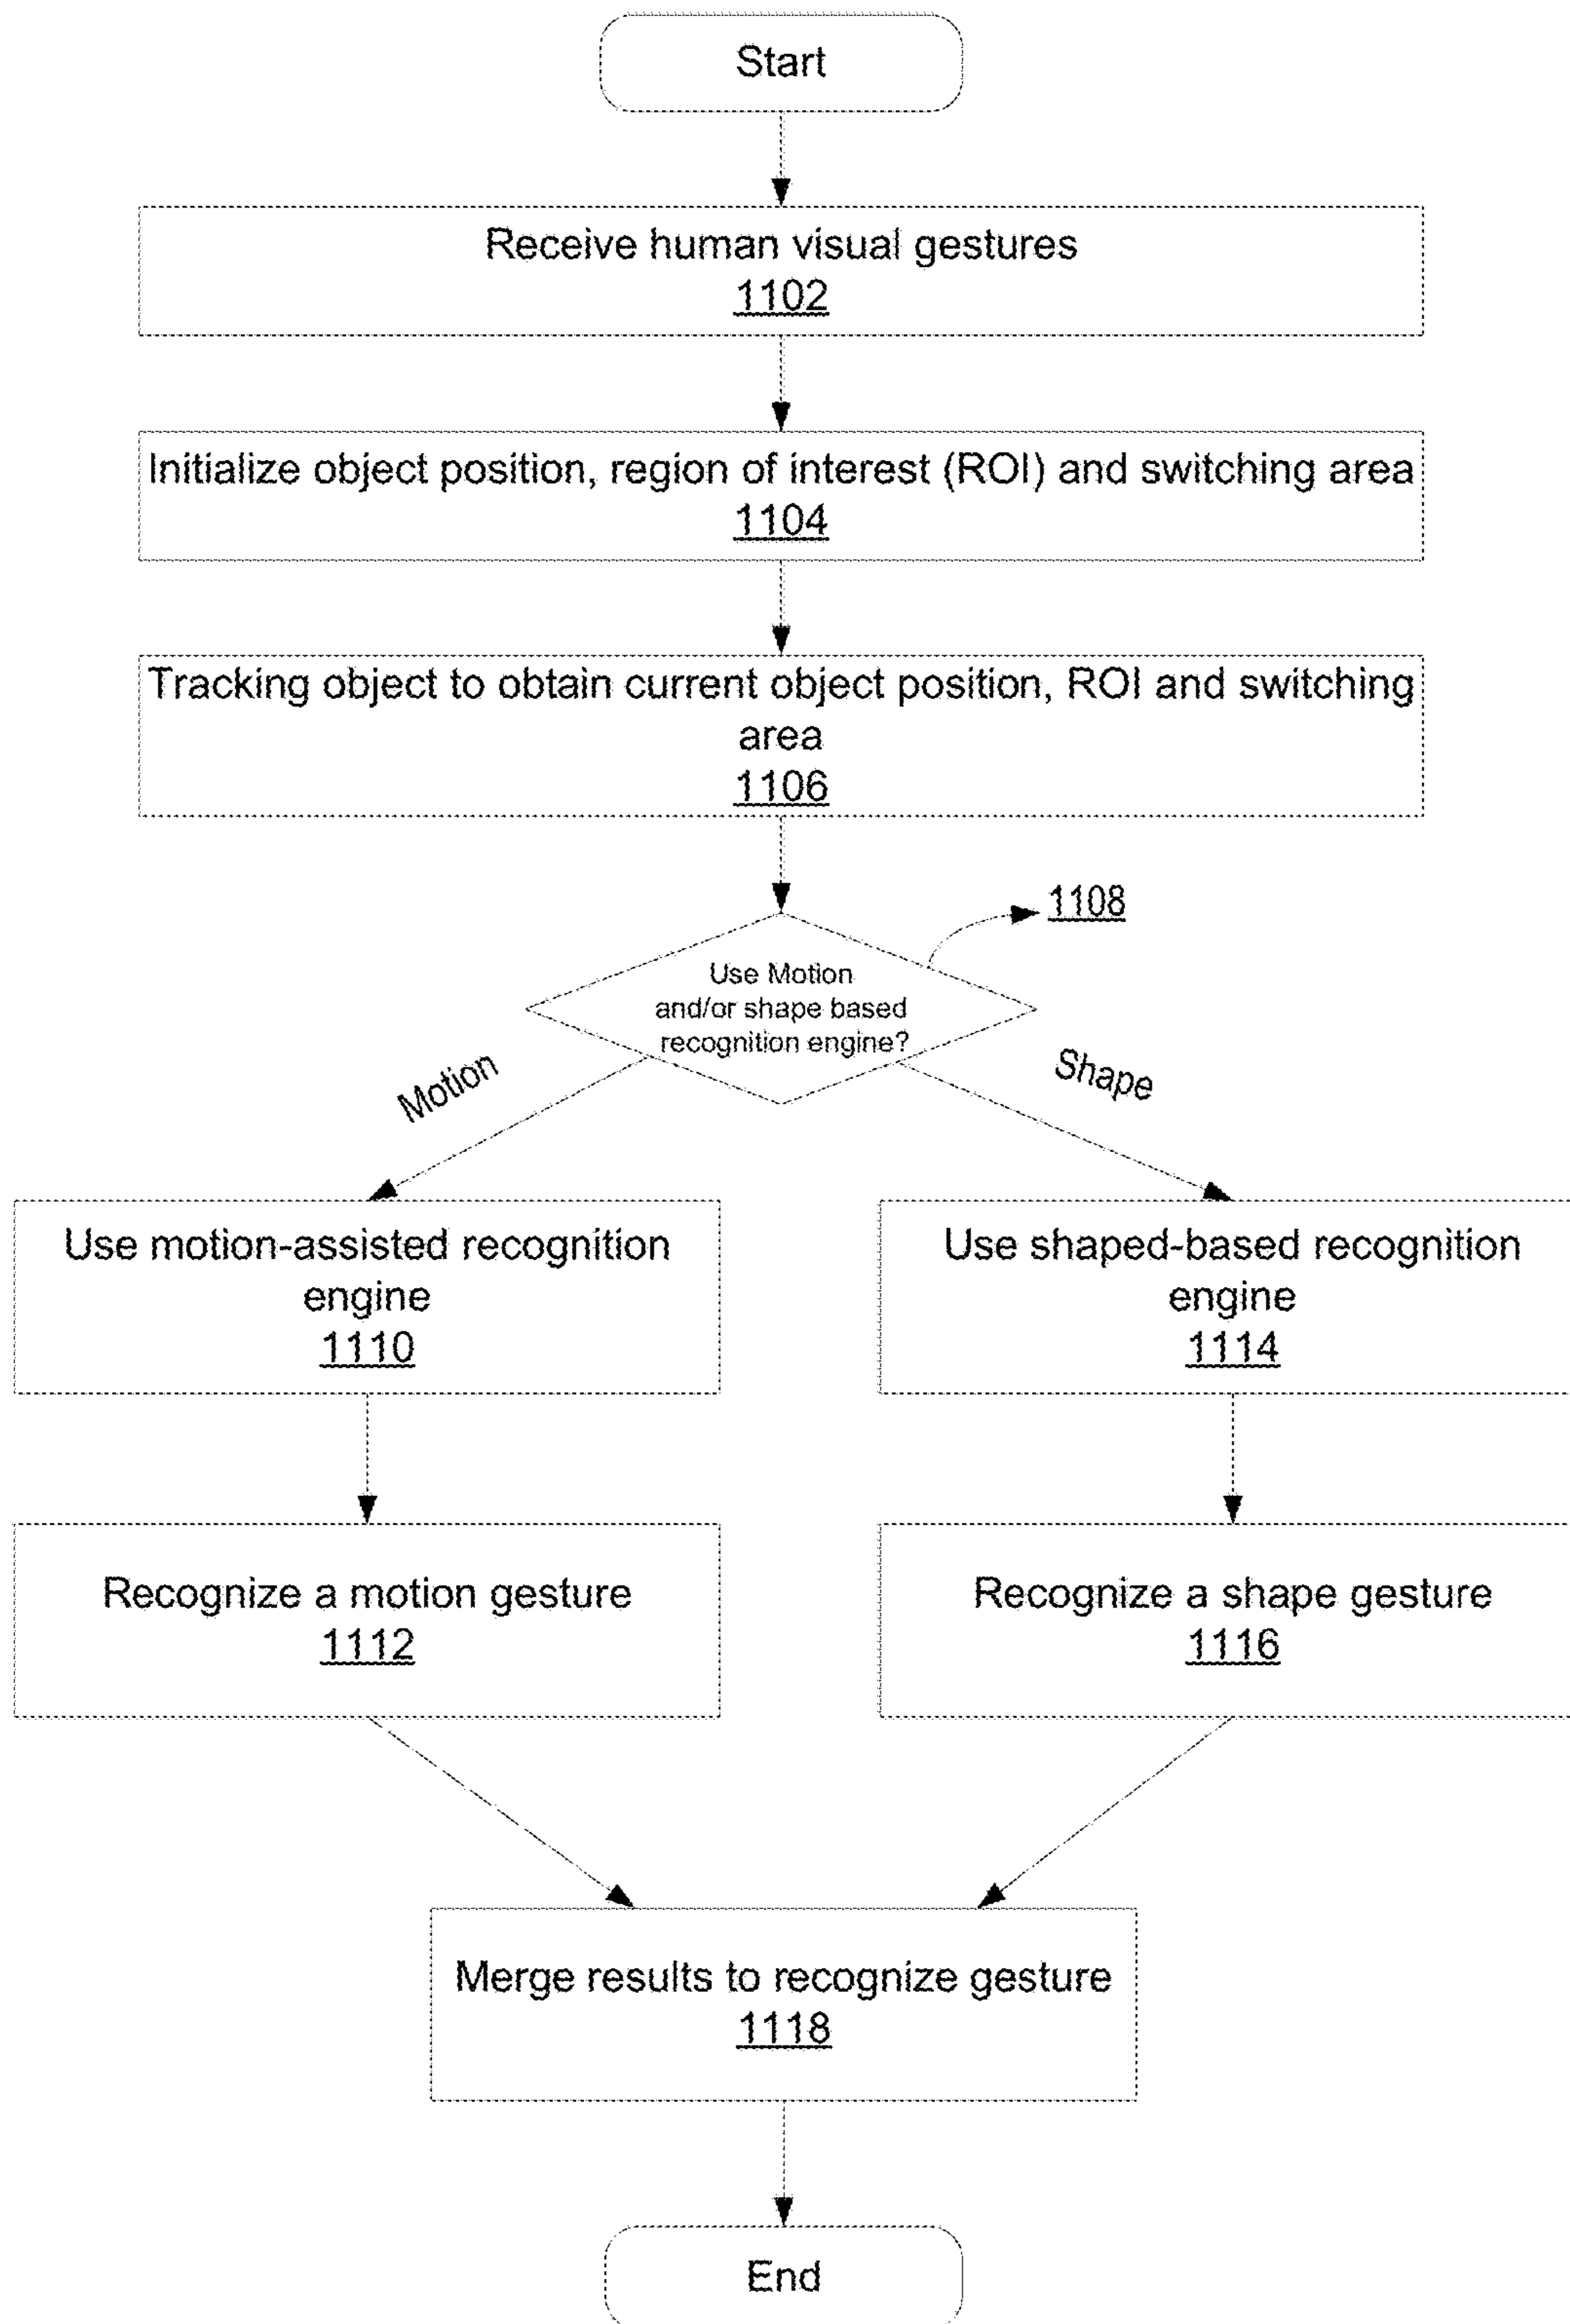 Start
Receive human visual gestures
1102
Initialize object position, region of interest (ROI) and switching area
1104
Tracking object to obtain current object position, ROI and switching
area
1106
1108
Use Motion
and/or shape based
recognition engine?
Motion
Shape
Use motion-assisted recognition
engine
1110
Use shaped-based recognition
engine
1114
Recognize a motion gesture
1112
Recognize a shape gesture
1116
Merge results to recognize gesture
1118
End